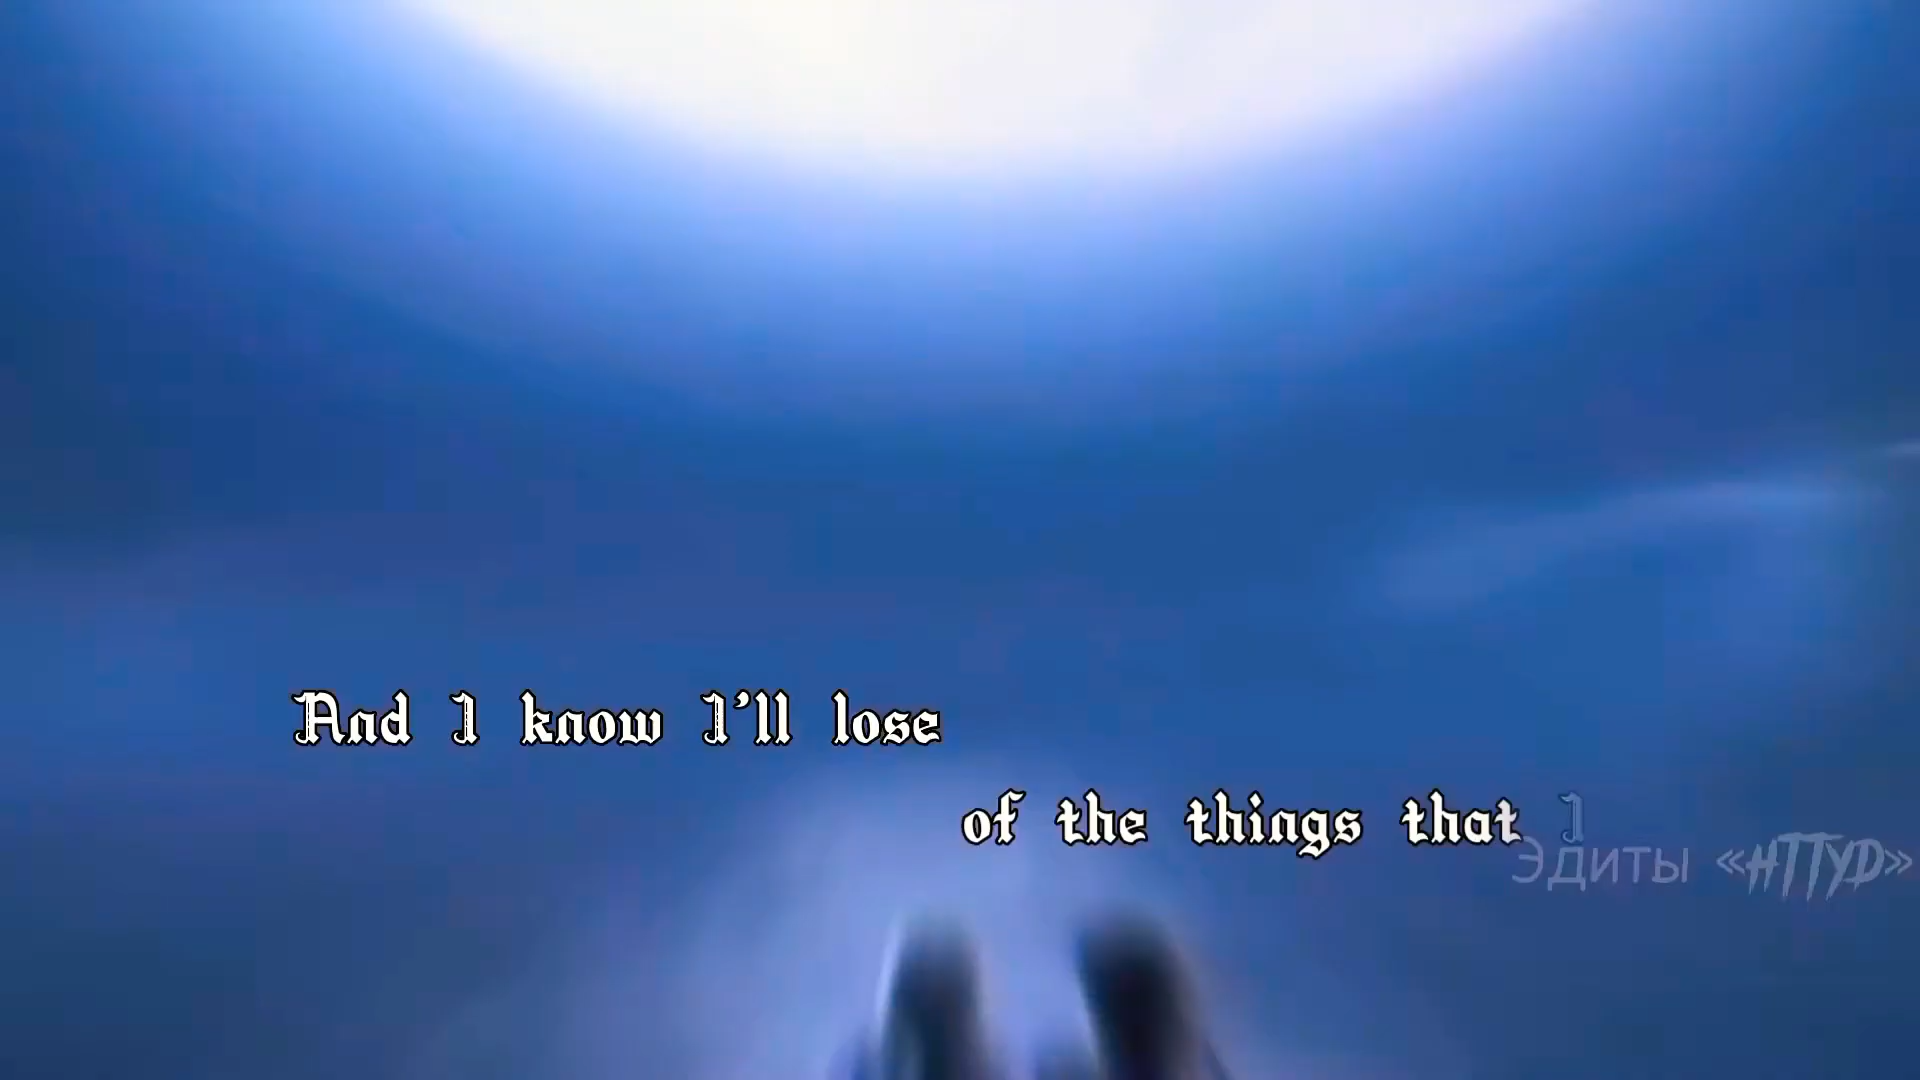 And I know I'll lose
of the things that I
Эдиты «HTTYD»